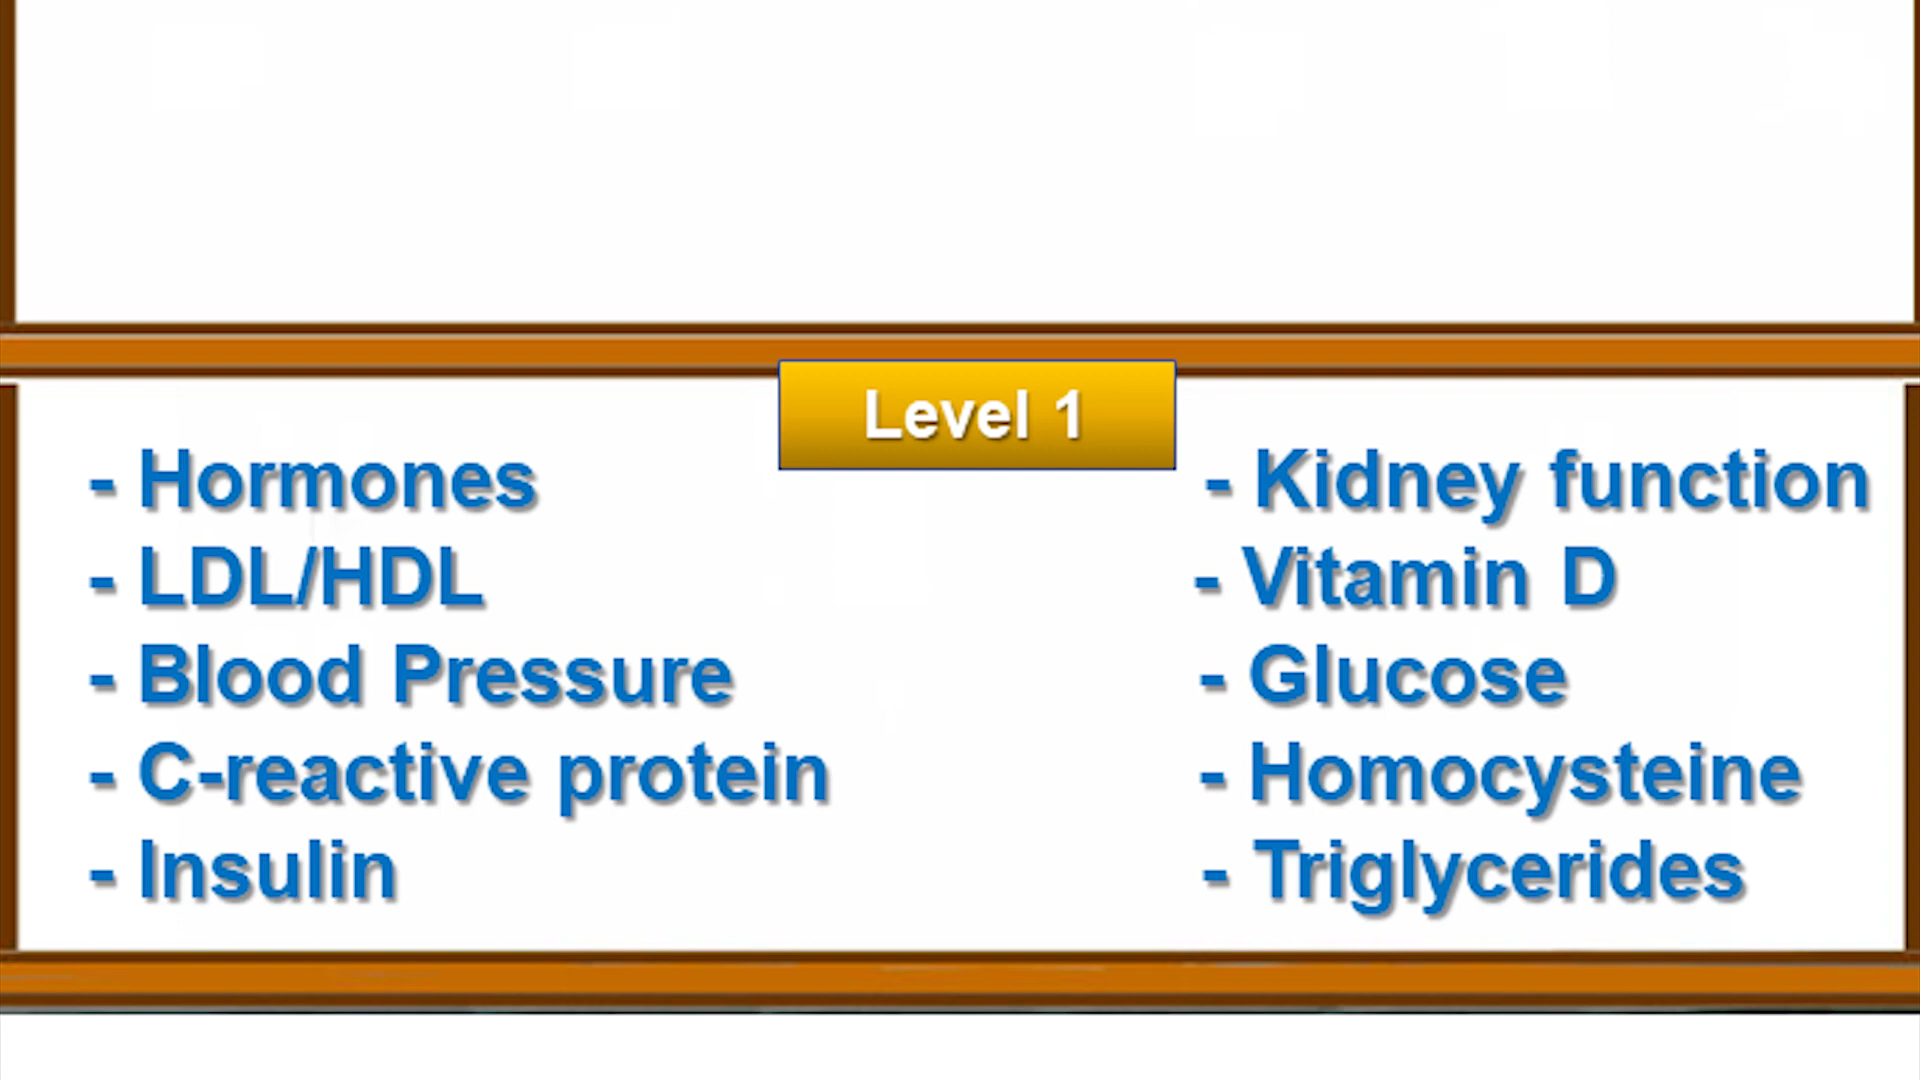 Level 1
- Hormones
- LDL/HDL
- Blood Pressure
- C-reactive protein
- Insulin
- Kidney function
- Vitamin D
- Glucose
- Homocysteine
- Triglycerides